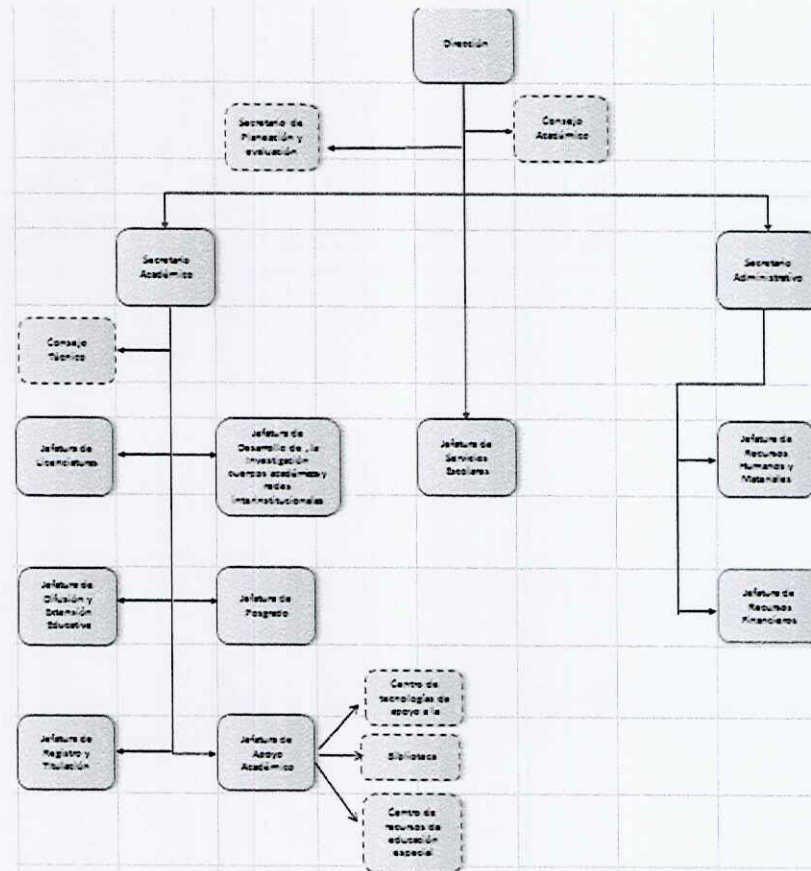 Dirección
Secretario de
Planeación y
evaluación
Consejo
Académico
Secretario
Académico
Secretario
Administrativo
Consejo
Técnico
Jefatura de
Licenciaturas
Jefatura de
Desarrollo de , la
Investigación
cuerpos académicos y
redes
interinstitucionales
Jefatura de
Servicios
Escolares
Jefatura de
Recursos
Humanos y
Materiales
Jefatura de
Difusión y
Extensión
Educativa
Jefatura de
Posgrado
Jefatura de
Recursos
Financieros
Jefatura de
Registro y
Titulación
Jefatura de
Apoyo
Académico
Centro de
tecnologías de
apoyo a la
Biblioteca
Centro de
recursos de
educación
especial